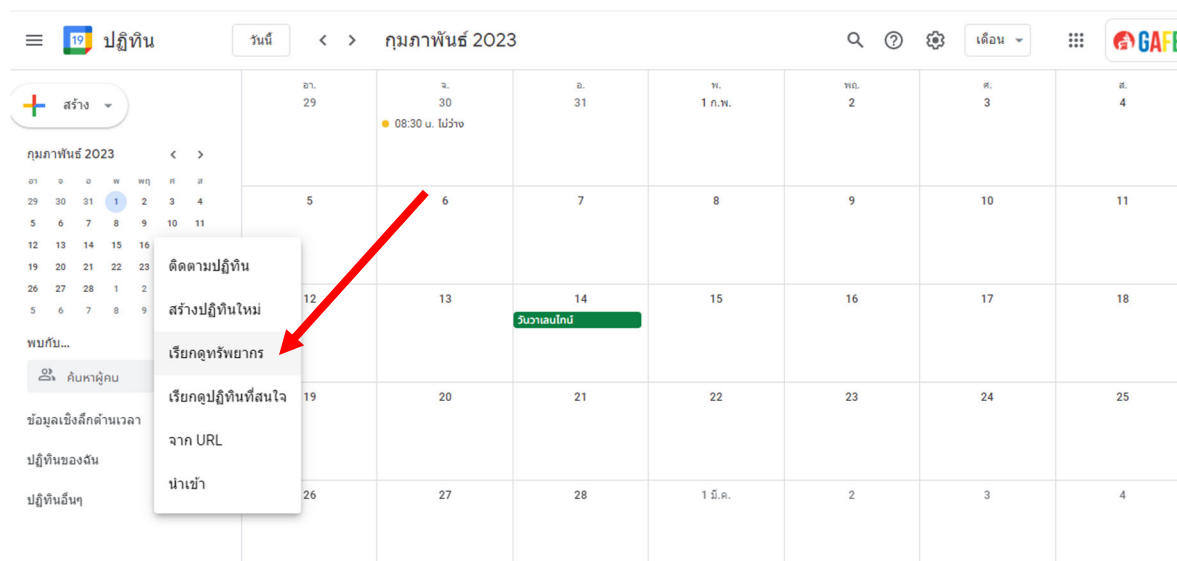 19 ปฏิทิน วันนี้ < > กุมภาพันธ์ 2023 เดือน GAFE
สร้าง
กุมภาพันธ์ 2023 < >
อา จ อ พ พฤ ศ ส
29 30 31 1 2 3 4
5 6 7 8 9 10 11
12 13 14 15 16
19 20 21 22 23
26 27 28 1 2
5 6 7 8 9
พบกับ...
ค้นหาผู้คน
ข้อมูลเชิงลึกด้านเวลา
ปฏิทินของฉัน
ปฏิทินอื่นๆ
ติดตามปฏิทิน
สร้างปฏิทินใหม่
เรียกดูทรัพยากร
เรียกดูปฏิทินที่สนใจ
จาก URL
นำเข้า
อา. จ. อ. พ. พฤ. ศ. ส.
29 30 31 1 ก.พ. 2 3 4
08:30 น. ไม่ว่าง
5 6 7 8 9 10 11
12 13 14 15 16 17 18
วันวาเลนไทน์
19 20 21 22 23 24 25
26 27 28 1 มี.ค. 2 3 4